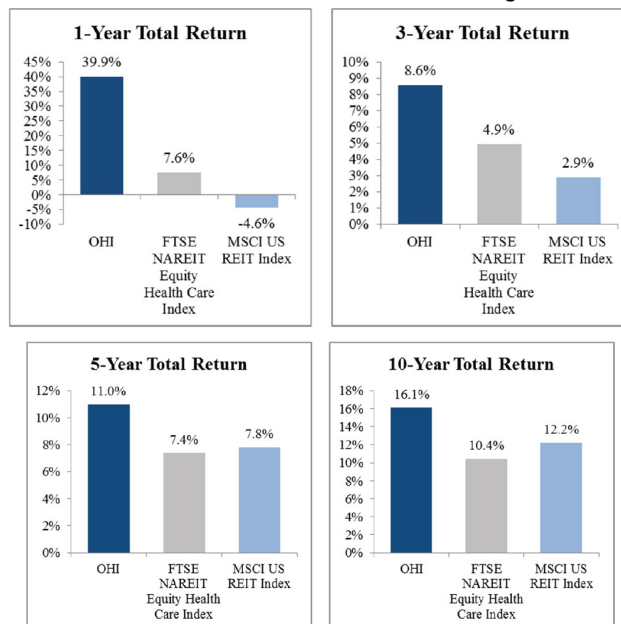 1-Year Total Return
45%
40%
35%
30%
25%
20%
15%
10%
5%
0%
-5%
-10%
39.9%
7.6%
-4.6%
OHI
FTSE
NAREIT
Equity
Health Care
Index
MSCI US
REIT Index
3-Year Total Return
10%
9%
8%
7%
6%
5%
4%
3%
2%
1%
0%
8.6%
4.9%
2.9%
OHI
FTSE
NAREIT
Equity
Health Care
Index
MSCI US
REIT Index
5-Year Total Return
12%
10%
8%
6%
4%
2%
0%
11.0%
7.4%
7.8%
OHI
FTSE
NAREIT
Equity Health
Care Index
MSCI US
REIT Index
10-Year Total Return
18%
16%
14%
12%
10%
8%
6%
4%
2%
0%
16.1%
10.4%
12.2%
OHI
FTSE
NAREIT
Equity Health
Care Index
MSCI US
REIT Index